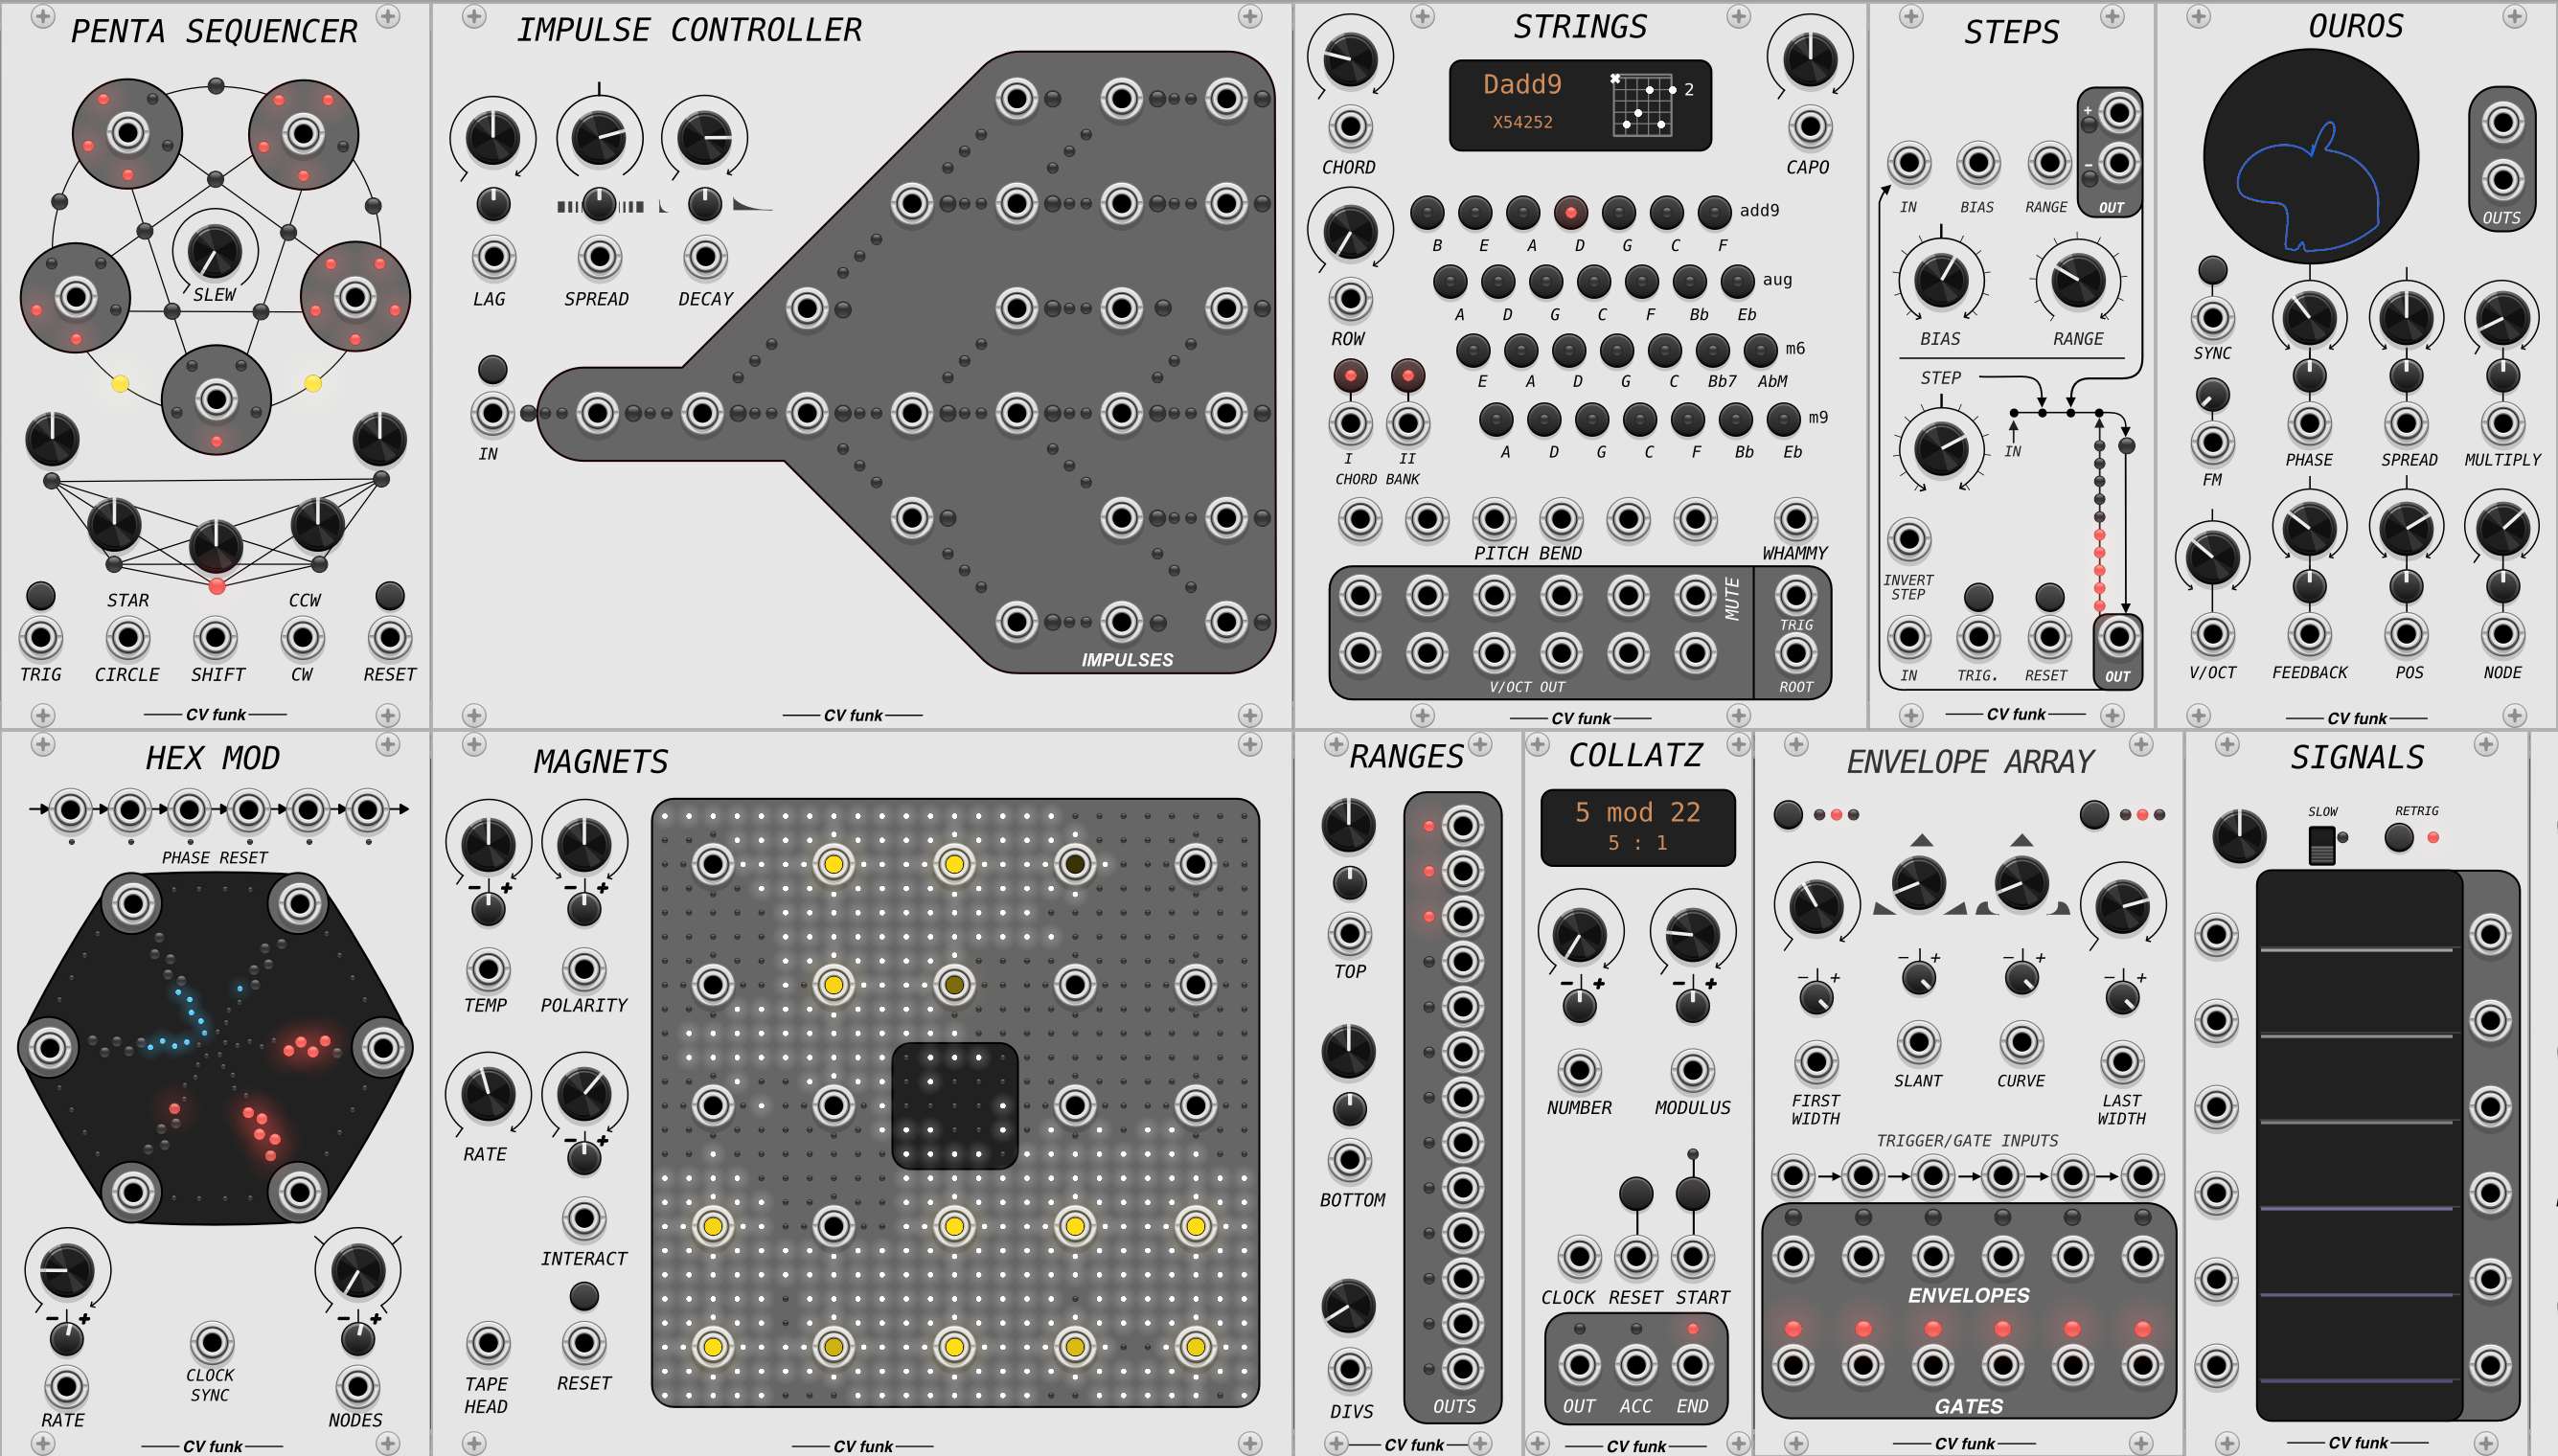 PENTA SEQUENCER
SLEW
STAR
CCW
TRIG
CIRCLE
SHIFT
CW
RESET
CV funk
IMPULSE CONTROLLER
LAG
SPREAD
DECAY
IN
IMPULSES
CV funk
STRINGS
Dadd9
X54252
2
CHORD
CAPO
add9
B E A D G C F
ROW
aug
A D G C F Bb Eb
m6
E A D G C Bb7 AbM
m9
A D G C F Bb Eb
I II
CHORD BANK
PITCH BEND
WHAMMY
MUTE
TRIG
V/OCT OUT
ROOT
CV funk
STEPS
+
-
IN BIAS RANGE OUT
BIAS RANGE
STEP
IN
INVERT
STEP
IN TRIG. RESET OUT
CV funk
OUROS
OUTS
SYNC
FM
PHASE SPREAD MULTIPLY
V/OCT FEEDBACK POS NODE
CV funk
HEX MOD
PHASE RESET
- +
- +
CLOCK
SYNC
RATE
NODES
CV funk
MAGNETS
- +
- +
TEMP POLARITY
RATE
- +
INTERACT
TAPE
HEAD
RESET
CV funk
RANGES
TOP
BOTTOM
DIVS
OUTS
CV funk
COLLATZ
5 mod 22
5 : 1
- +
- +
NUMBER MODULUS
CLOCK RESET START
OUT ACC END
CV funk
ENVELOPE ARRAY
- +
- +
- +
- +
SLANT CURVE
FIRST
WIDTH
LAST
WIDTH
TRIGGER/GATE INPUTS
ENVELOPES
GATES
CV funk
SIGNALS
SLOW
RETRIG
CV funk